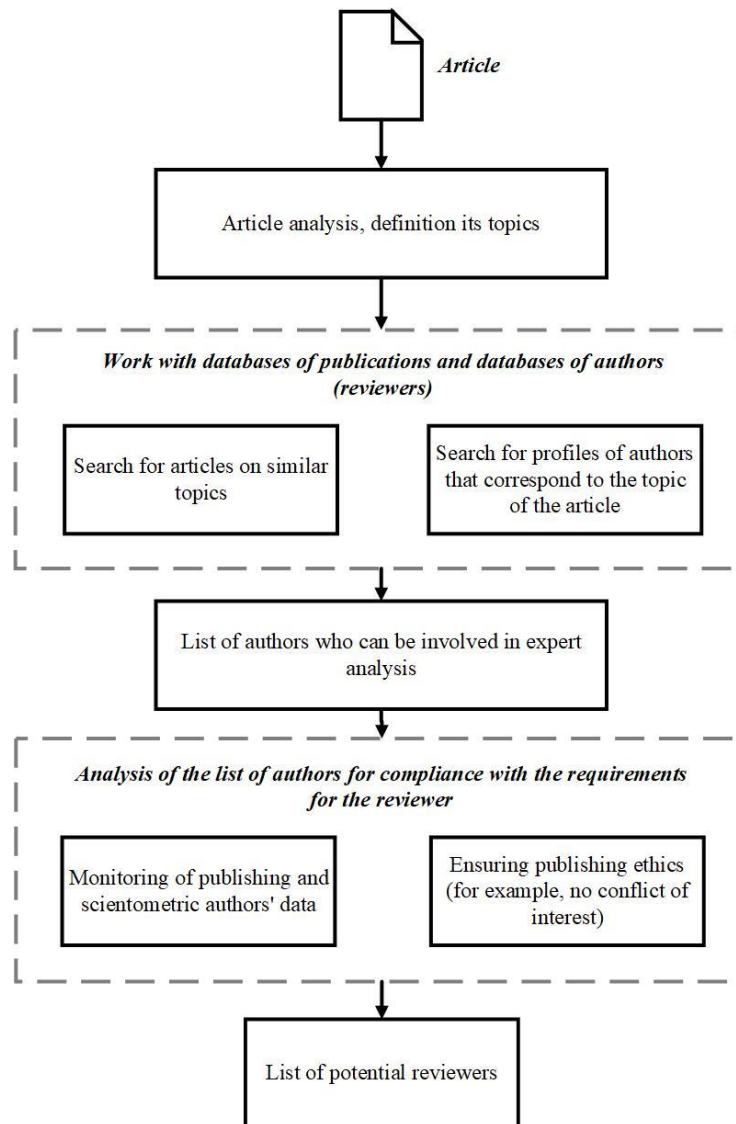 Article
Article analysis, definition its topics
Work with databases of publications and databases of authors
(reviewers)
Search for articles on similar
topics
Search for profiles of authors
that correspond to the topic
of the article
List of authors who can be involved in expert
analysis
Analysis of the list of authors for compliance with the requirements
for the reviewer
Monitoring of publishing and
scientometric authors' data
Ensuring publishing ethics
(for example, no conflict of
interest)
List of potential reviewers